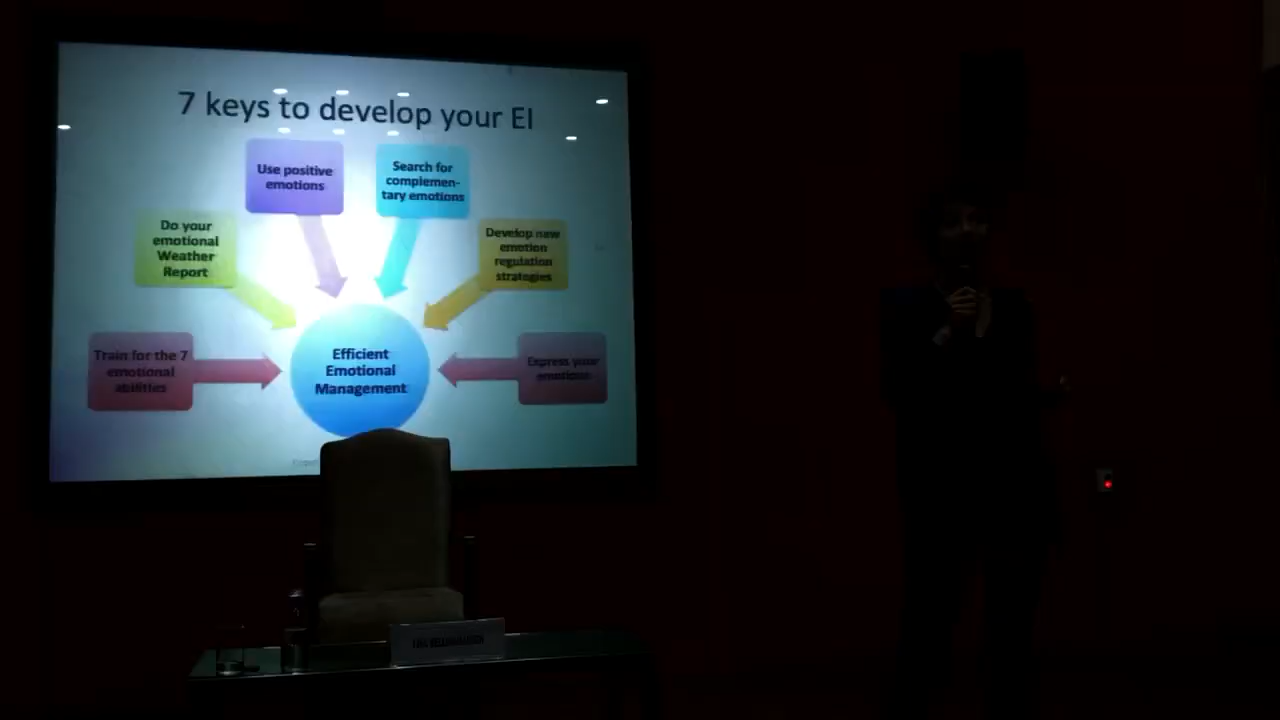 7 keys to develop your EI
Use positive
emotions
Search for
complemen-
tary emotions
Do your
emotional
Weather
Report
Develop new
emotion
regulation
strategies
Train for the 7
emotional
abilities
Efficient
Emotional
Management
Express your
emotions